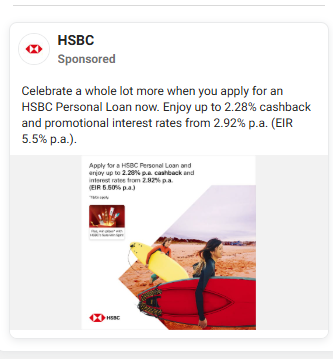 HSBC
Sponsored
Celebrate a whole lot more when you apply for an
HSBC Personal Loan now. Enjoy up to 2.28% cashback
and promotional interest rates from 2.92% p.a. (EIR
5.5% p.a.).
Apply for a HSBC Personal Loan and
enjoy up to 2.28% p.a. cashback and
interest rates from 2.92% p.a.
(EIR 5.50% p.a.)
*T&Cs apply.
HSBC